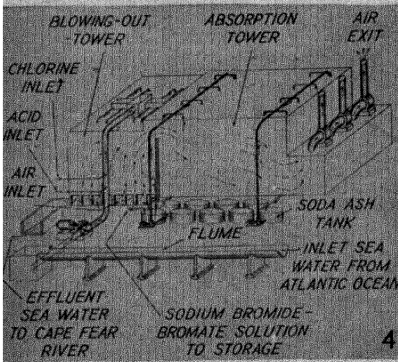 BLOWING-OUT
TOWER
ABSORPTION
TOWER
AIR
EXIT
CHLORINE
INLET
ACID
INLET
AIR
INLET
SODA ASH
TANK
FLUME
INLET SEA
WATER FROM
ATLANTIC OCEAN
EFFLUENT
SEA WATER
TO CAPE FEAR
RIVER
SODIUM BROMIDE-
BROMATE SOLUTION
TO STORAGE
4